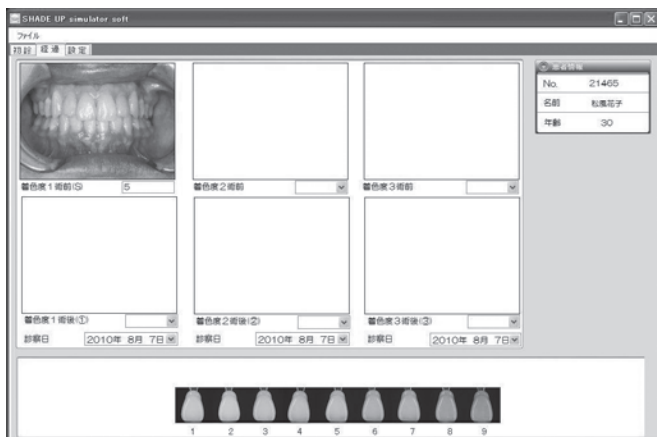 SHADE UP simulator soft
ファイル
初診 経過 設定
患者情報
No. 21465
名前 松風花子
年齢 30
着色度1術前(S) 5
着色度2術前
着色度3術前
着色度1術後(①)
着色度2術後(②)
着色度3術後(③)
診察日 2010年 8月 7日
診察日 2010年 8月 7日
診察日 2010年 8月 7日
1 2 3 4 5 6 7 8 9